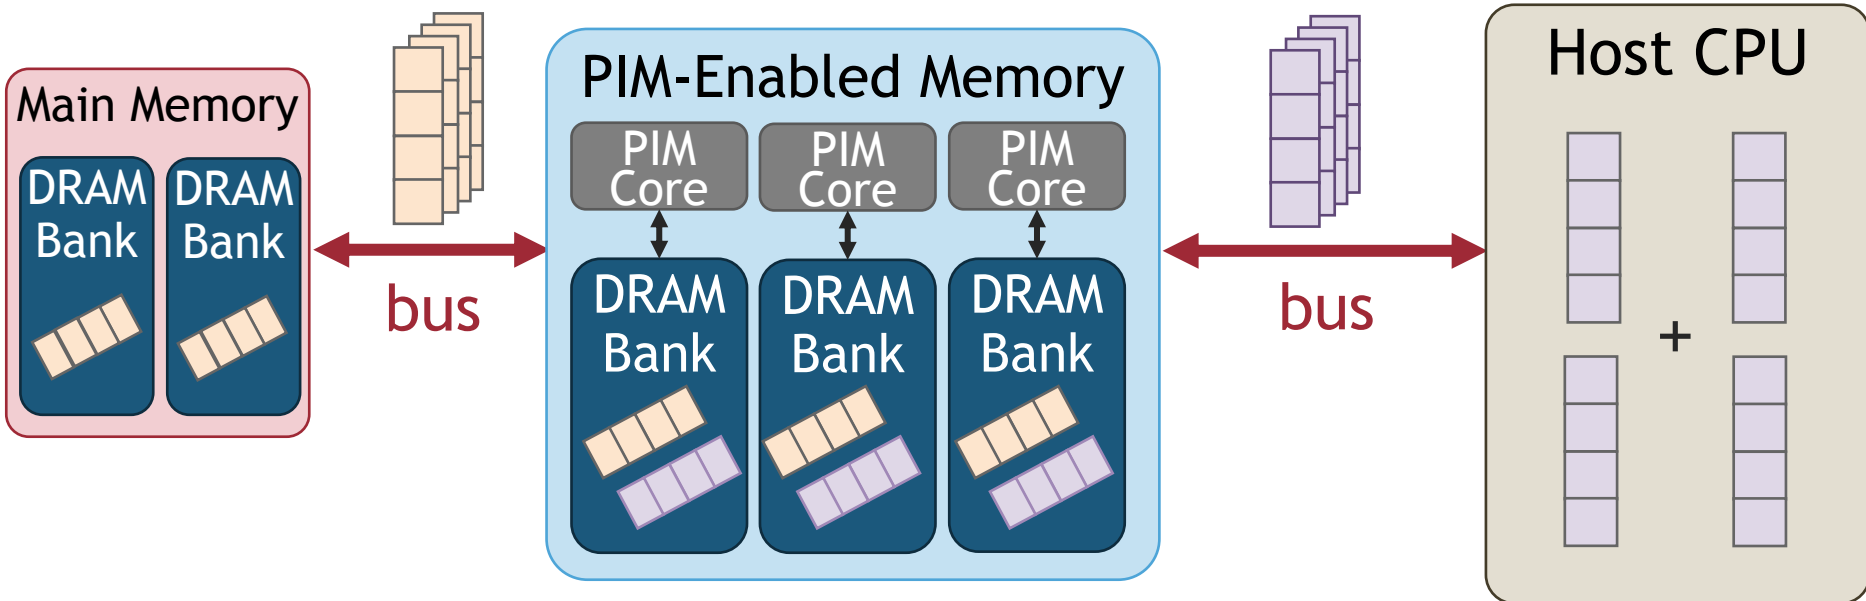 Main Memory
DRAM
Bank
DRAM
Bank
bus
PIM-Enabled Memory
PIM
Core
PIM
Core
PIM
Core
DRAM
Bank
DRAM
Bank
DRAM
Bank
bus
Host CPU
+